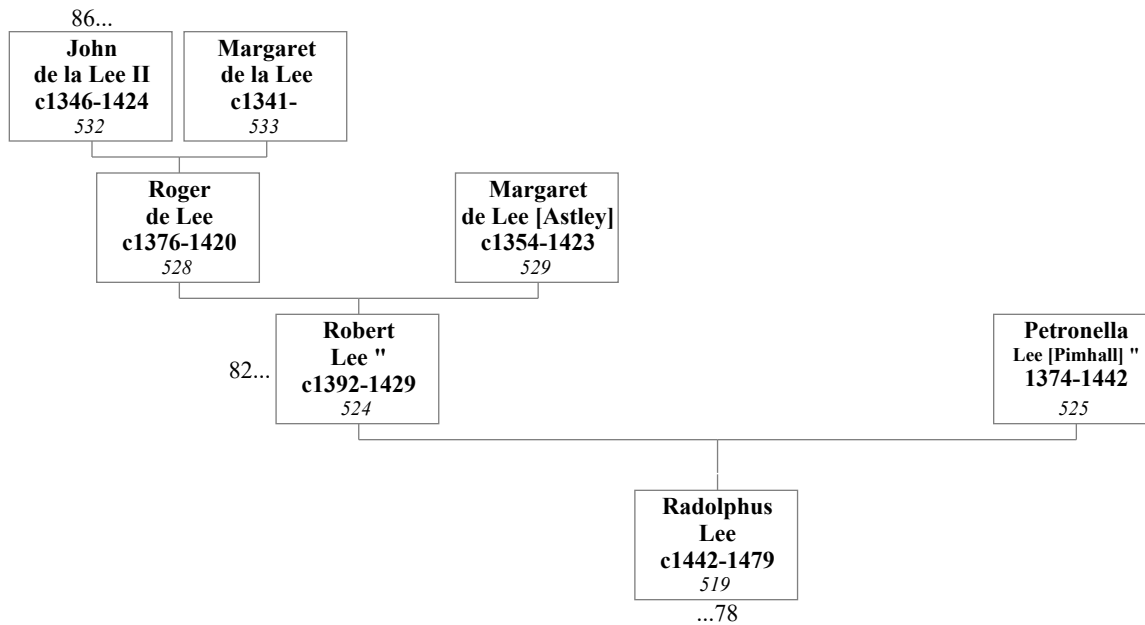 86...
John
de la Lee II
c1346-1424
532
Margaret
de la Lee
c1341-
533
Roger
de Lee
c1376-1420
528
Margaret
de Lee [Astley]
c1354-1423
529
82...
Robert
Lee "
c1392-1429
524
Petronella
Lee [Pimhall] "
1374-1442
525
Radolphus
Lee
c1442-1479
519
...78